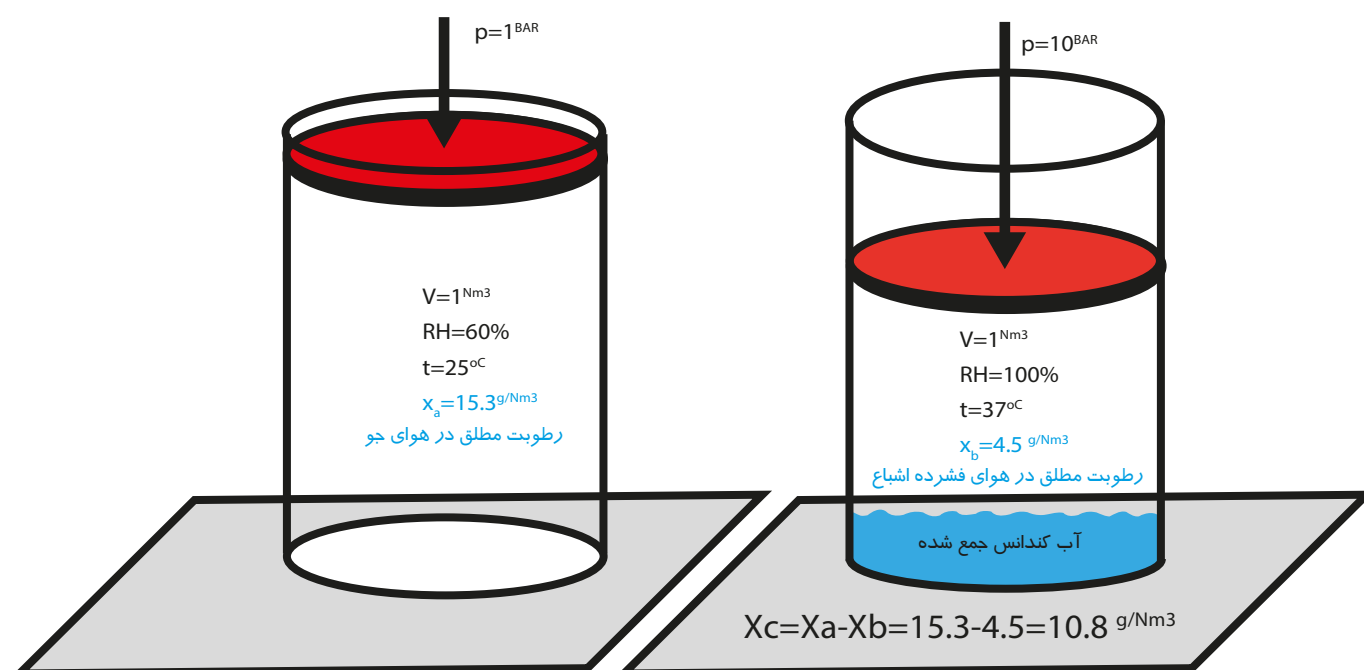 p=1BAR
V=1Nm3
RH=60%
t=25oC
xa=15.3g/Nm3
رطوبت مطلق در هوای جو
p=10BAR
V=1Nm3
RH=100%
t=37oC
xb=4.5 g/Nm3
رطوبت مطلق در هوای فشرده اشباع
آب کندانس جمع شده
Xc=Xa-Xb=15.3-4.5=10.8 g/Nm3